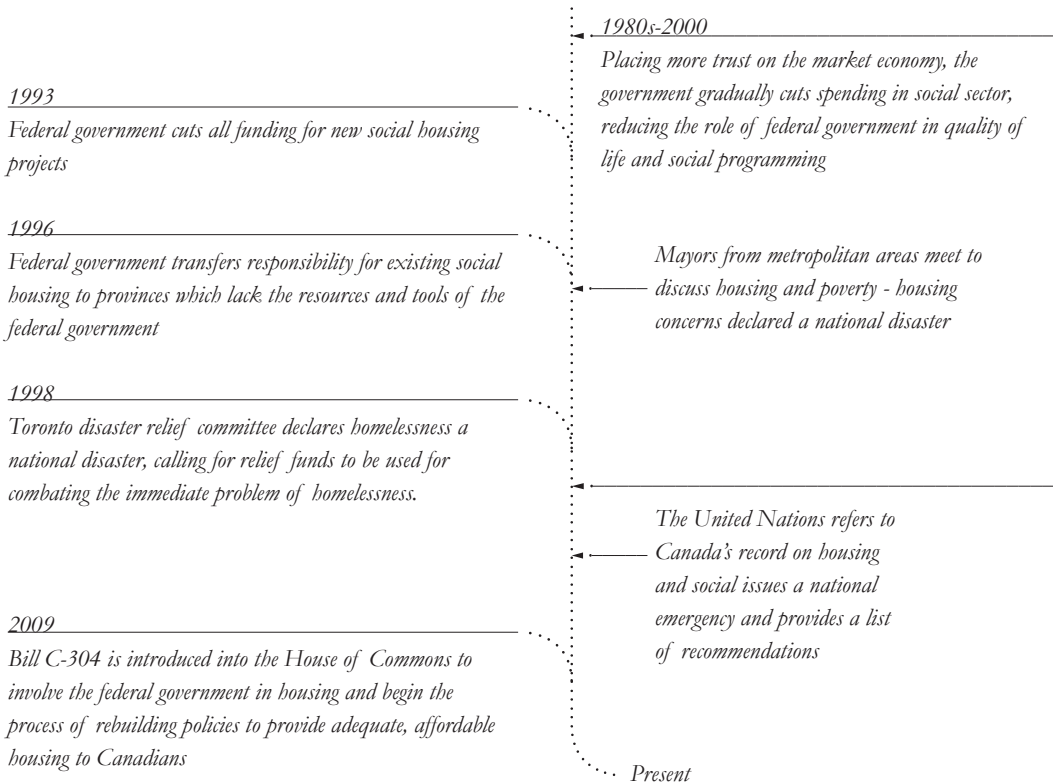 1980s-2000
Placing more trust on the market economy, the
government gradually cuts spending in social sector,
reducing the role of federal government in quality of
life and social programming
1993
Federal government cuts all funding for new social housing
projects
1996
Federal government transfers responsibility for existing social
housing to provinces which lack the resources and tools of the
federal government
Mayors from metropolitan areas meet to
discuss housing and poverty - housing
concerns declared a national disaster
1998
Toronto disaster relief committee declares homelessness a
national disaster, calling for relief funds to be used for
combating the immediate problem of homelessness.
The United Nations refers to
Canada's record on housing
and social issues a national
emergency and provides a list
of recommendations
2009
Bill C-304 is introduced into the House of Commons to
involve the federal government in housing and begin the
process of rebuilding policies to provide adequate, affordable
housing to Canadians
Present